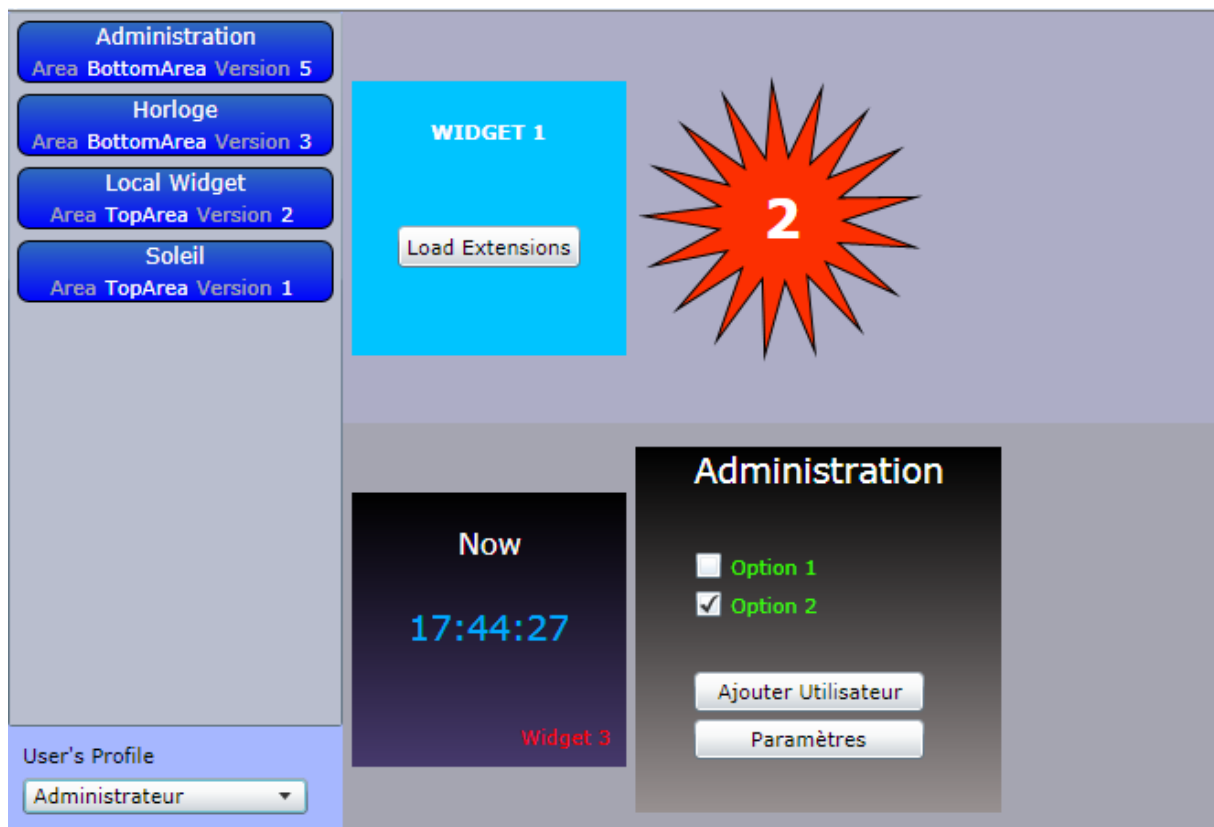 Administration
Area BottomArea Version 5
Horloge
Area BottomArea Version 3
Local Widget
Area TopArea Version 2
Soleil
Area TopArea Version 1
User's Profile
Administrateur
WIDGET 1
Load Extensions
2
Now
17:44:27
Widget 3
Administration
Option 1
Option 2
Ajouter Utilisateur
Paramètres